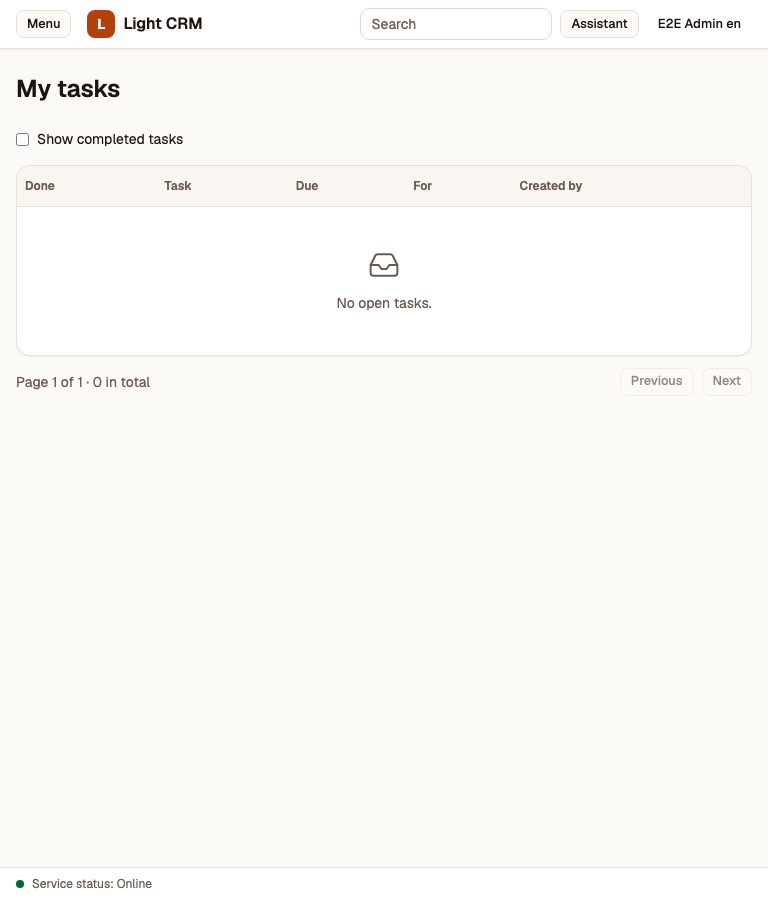 Menu L Light CRM Search Assistant E2E Admin en
My tasks
Show completed tasks
Done Task Due For Created by
No open tasks.
Page 1 of 1 · 0 in total Previous Next
Service status: Online